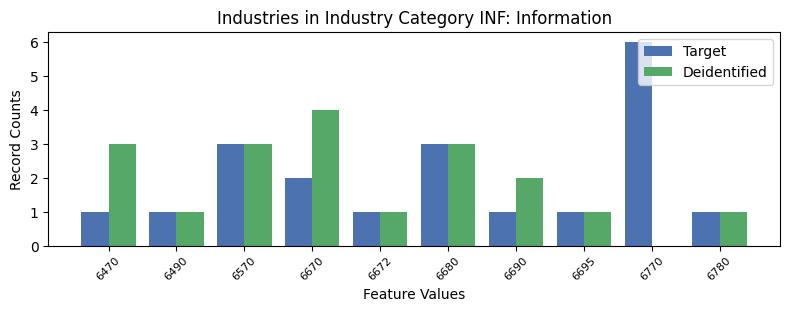 Industries in Industry Category INF: Information
Target
Deidentified
Record Counts
6
5
4
3
2
1
0
6470 6490 6570 6670 6672 6680 6690 6695 6770 6780
Feature Values